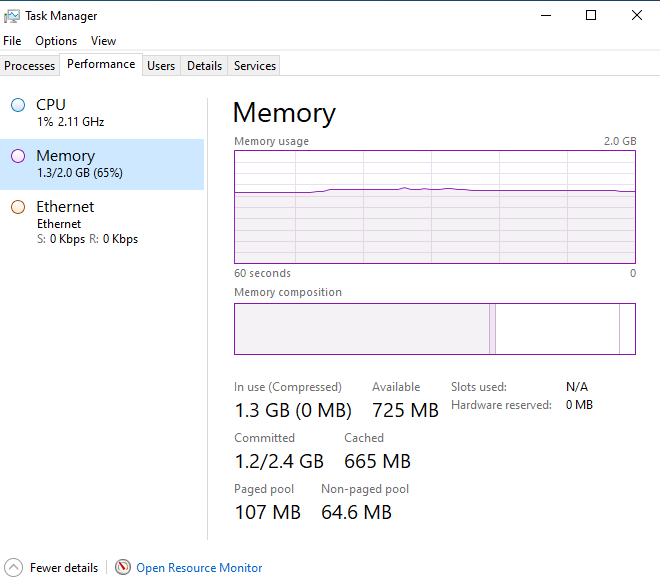 Task Manager
File Options View
Processes Performance Users Details Services
CPU
1% 2.11 GHz
Memory
1.3/2.0 GB (65%)
Ethernet
Ethernet
S: 0 Kbps R: 0 Kbps
Memory
Memory usage 2.0 GB
60 seconds 0
Memory composition
In use (Compressed) Available Slots used: N/A
1.3 GB (0 MB) 725 MB Hardware reserved: 0 MB
Committed Cached
1.2/2.4 GB 665 MB
Paged pool Non-paged pool
107 MB 64.6 MB
Fewer details Open Resource Monitor